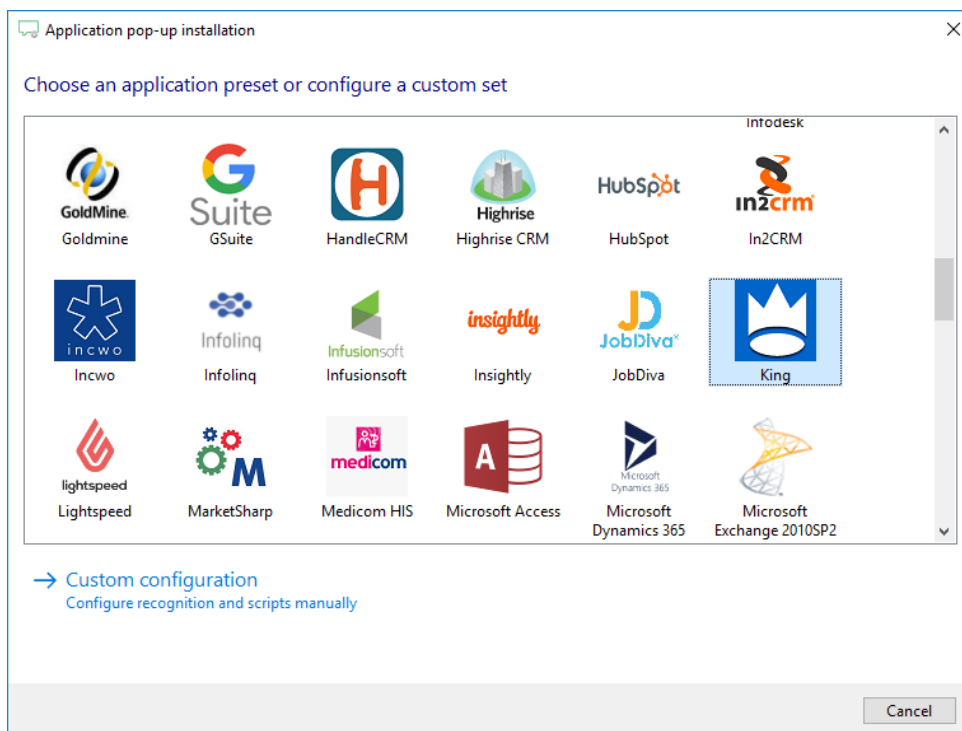 Application pop-up installation
Choose an application preset or configure a custom set
Infodesk
GoldMine
G Suite
H
Highrise
HubSpot
in2crm
Goldmine
GSuite
HandleCRM
Highrise CRM
HubSpot
In2CRM
incwo
Infolinq
Infusionsoft
insightly
JD
JobDiva
Incwo
Infolinq
Infusionsoft
Insightly
JobDiva
King
lightspeed
M
medicom
A
Microsoft
Dynamics 365
Lightspeed
MarketSharp
Medicom HIS
Microsoft Access
Microsoft
Dynamics 365
Microsoft
Exchange 2010SP2
Custom configuration
Configure recognition and scripts manually
Cancel